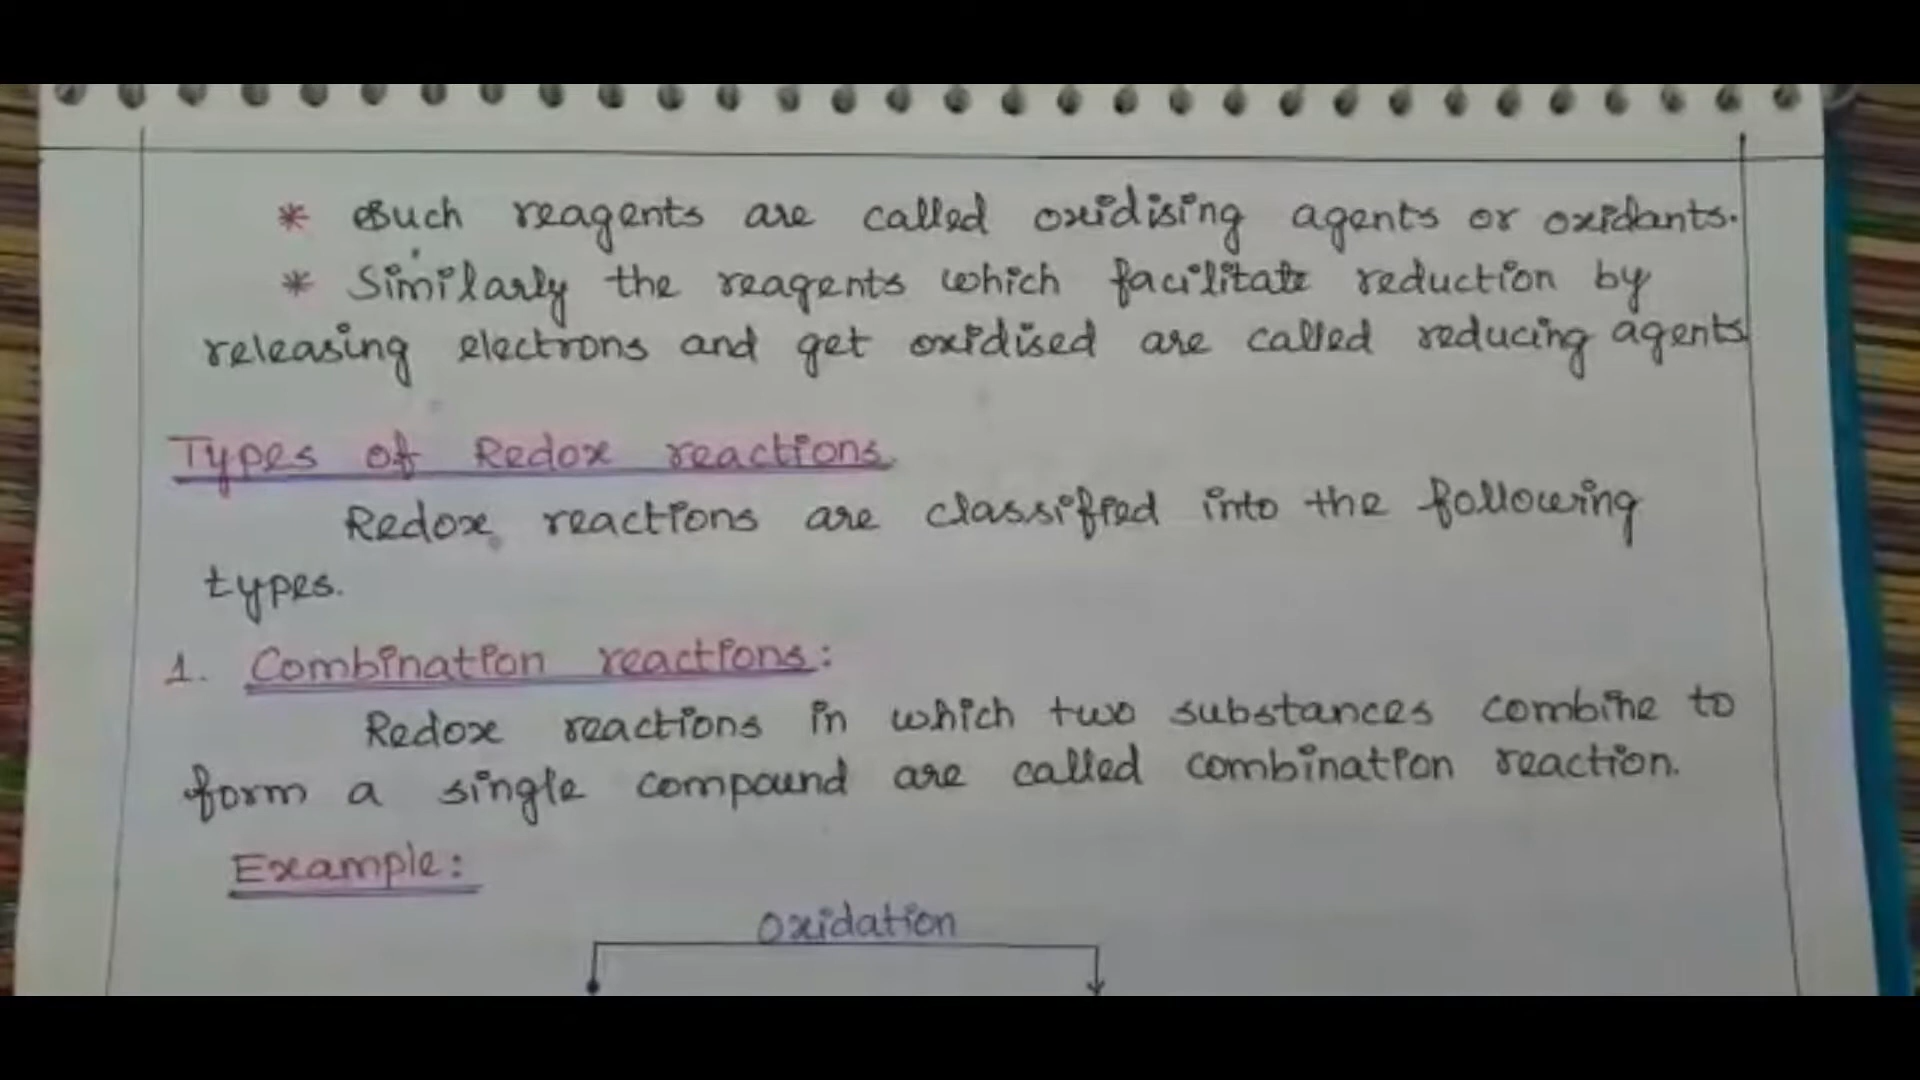 * Such reagents are called oxidising agents or oxidants.
* Similarly the reagents which facilitate reduction by
releasing electrons and get oxidised are called reducing agents
Types of Redox reactions
Redox reactions are classified into the following
types.
1. Combination reactions:
Redox reactions in which two substances combine to
form a single compound are called combination reaction.
Example:
Oxidation